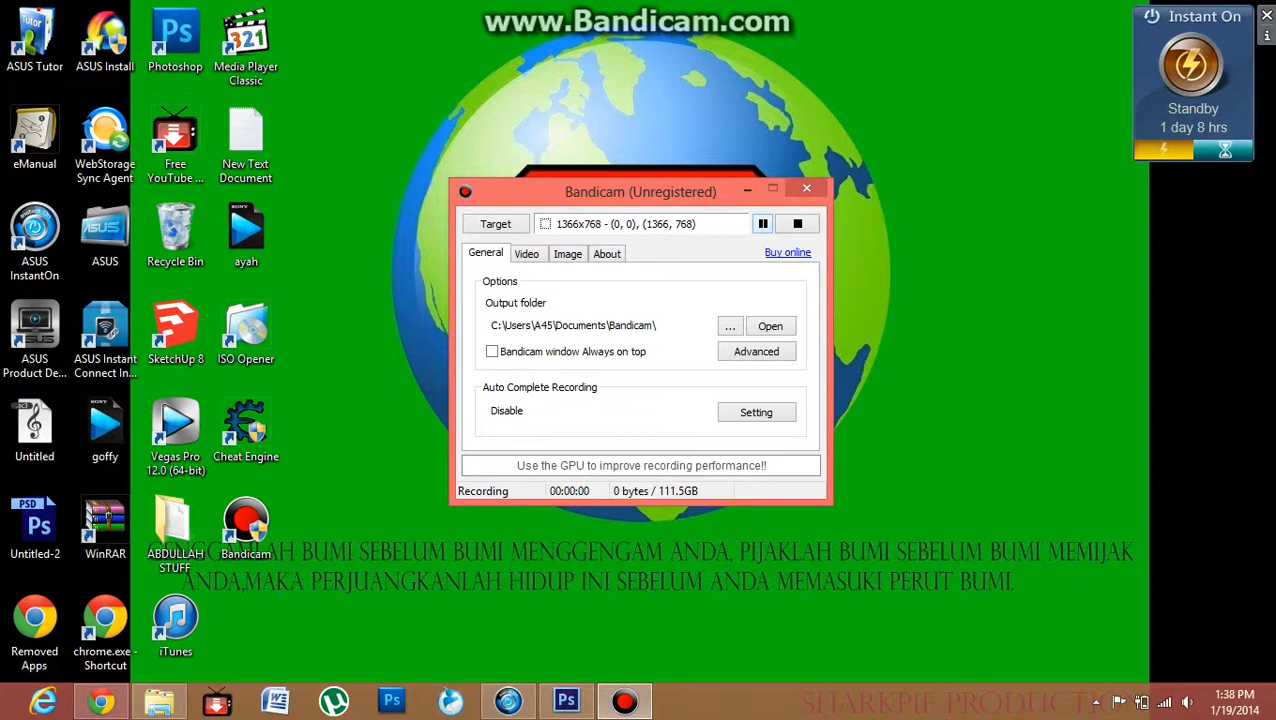 www.Bandicam.com
Instant On
Standby
1 day 8 hrs
ASUS Tutor
ASUS Install
Photoshop
Media Player
Classic
eManual
WebStorage
Sync Agent
Free
YouTube ...
New Text
Document
ASUS
InstantOn
ASUS
Recycle Bin
ayah
ASUS
Product De...
ASUS Instant
Connect In...
SketchUp 8
ISO Opener
Untitled
goffy
Vegas Pro
12.0 (64-bit)
Cheat Engine
Untitled-2
WinRAR
ABDULLAH
STUFF
Bandicam
Removed
Apps
chrome.exe -
Shortcut
iTunes
Bandicam (Unregistered)
Target
1366x768 - (0, 0), (1366, 768)
General
Video
Image
About
Buy online
Options
Output folder
C:\Users\A45\Documents\Bandicam\
...
Open
Bandicam window Always on top
Advanced
Auto Complete Recording
Disable
Setting
Use the GPU to improve recording performance!!
Recording
00:00:00
0 bytes / 111.5GB
BUMI SEBELUM BUMI MENGGENGAM ANDA, PIJAKLAH BUMI SEBELUM BUMI MEMIJAK
ANDA,MAKA PERJUANGKANLAH HIDUP INI SEBELUM ANDA MEMASUKI PERUT BUMI.
SHARKPIE PRODUCTION
1:38 PM
1/19/2014